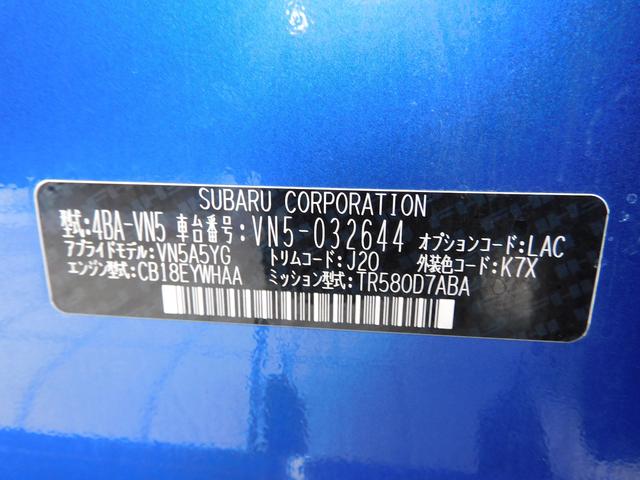 SUBARU CORPORATION
型式:4BA-VN5 車台番号:VN5-032644 オプションコード:LAC
アプライドモデル:VN5A5YG トリムコード:J20 外装色コード:K7X
エンジン型式:CB18EYWHAA ミッション型式:TR580D7ABA